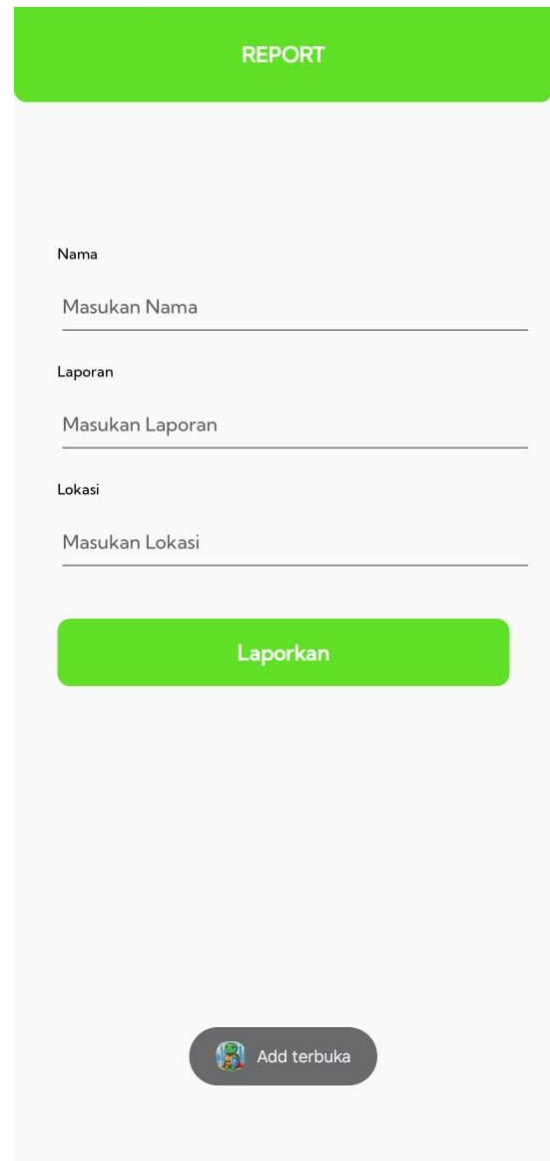 REPORT
Nama
Masukan Nama
Laporan
Masukan Laporan
Lokasi
Masukan Lokasi
Laporkan
Add terbuka